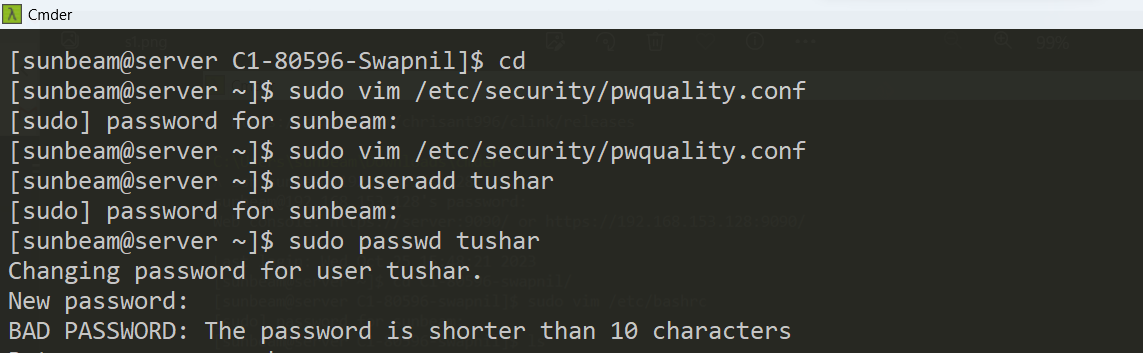 Cmder
[sunbeam@server C1-80596-Swapnil]$ cd
[sunbeam@server ~]$ sudo vim /etc/security/pwquality.conf
[sudo] password for sunbeam:
[sunbeam@server ~]$ sudo vim /etc/security/pwquality.conf
[sunbeam@server ~]$ sudo useradd tushar
[sudo] password for sunbeam:
[sunbeam@server ~]$ sudo passwd tushar
Changing password for user tushar.
New password:
BAD PASSWORD: The password is shorter than 10 characters